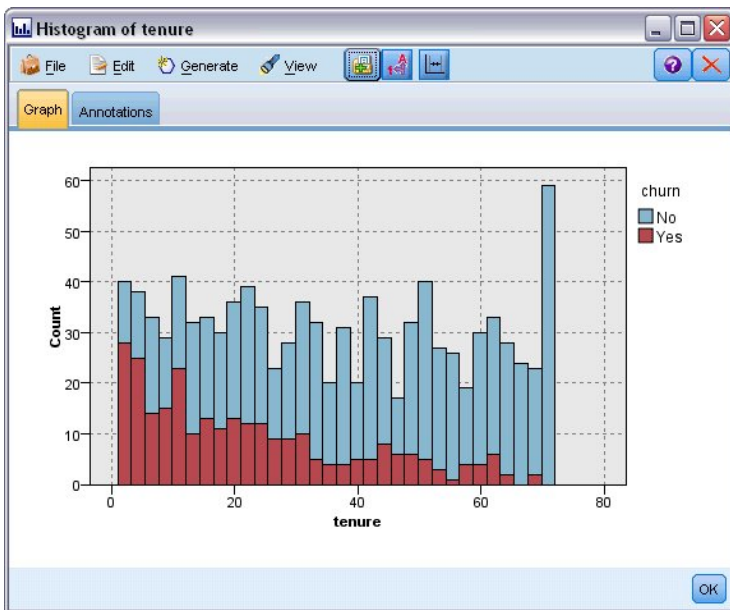 Histogram of tenure
File Edit Generate View
Graph Annotations
60
50
40
30
20
10
0
Count
0 20 40 60 80
tenure
churn
No
Yes
OK